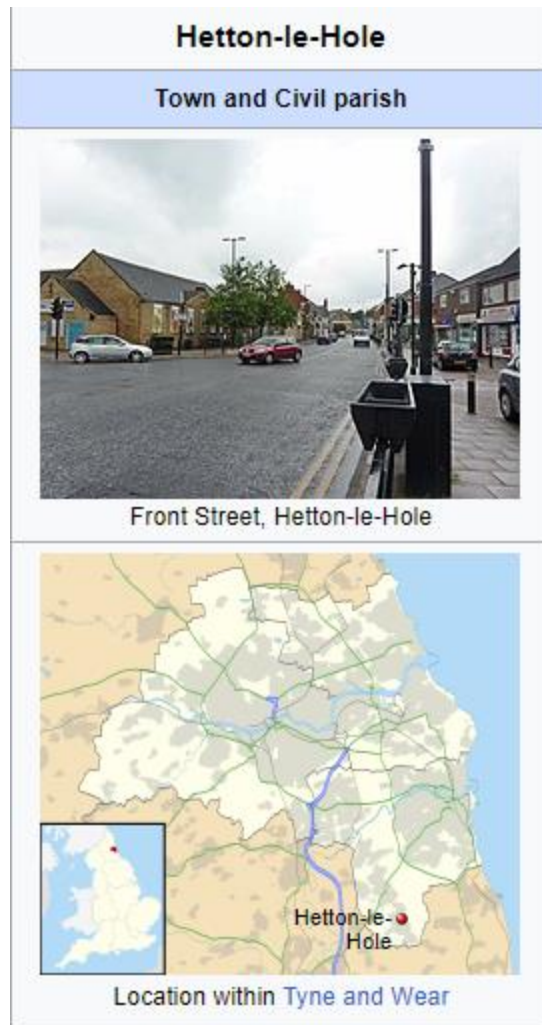 Hetton-le-Hole
Town and Civil parish
Front Street, Hetton-le-Hole
Hetton-le-
Hole
Location within Tyne and Wear